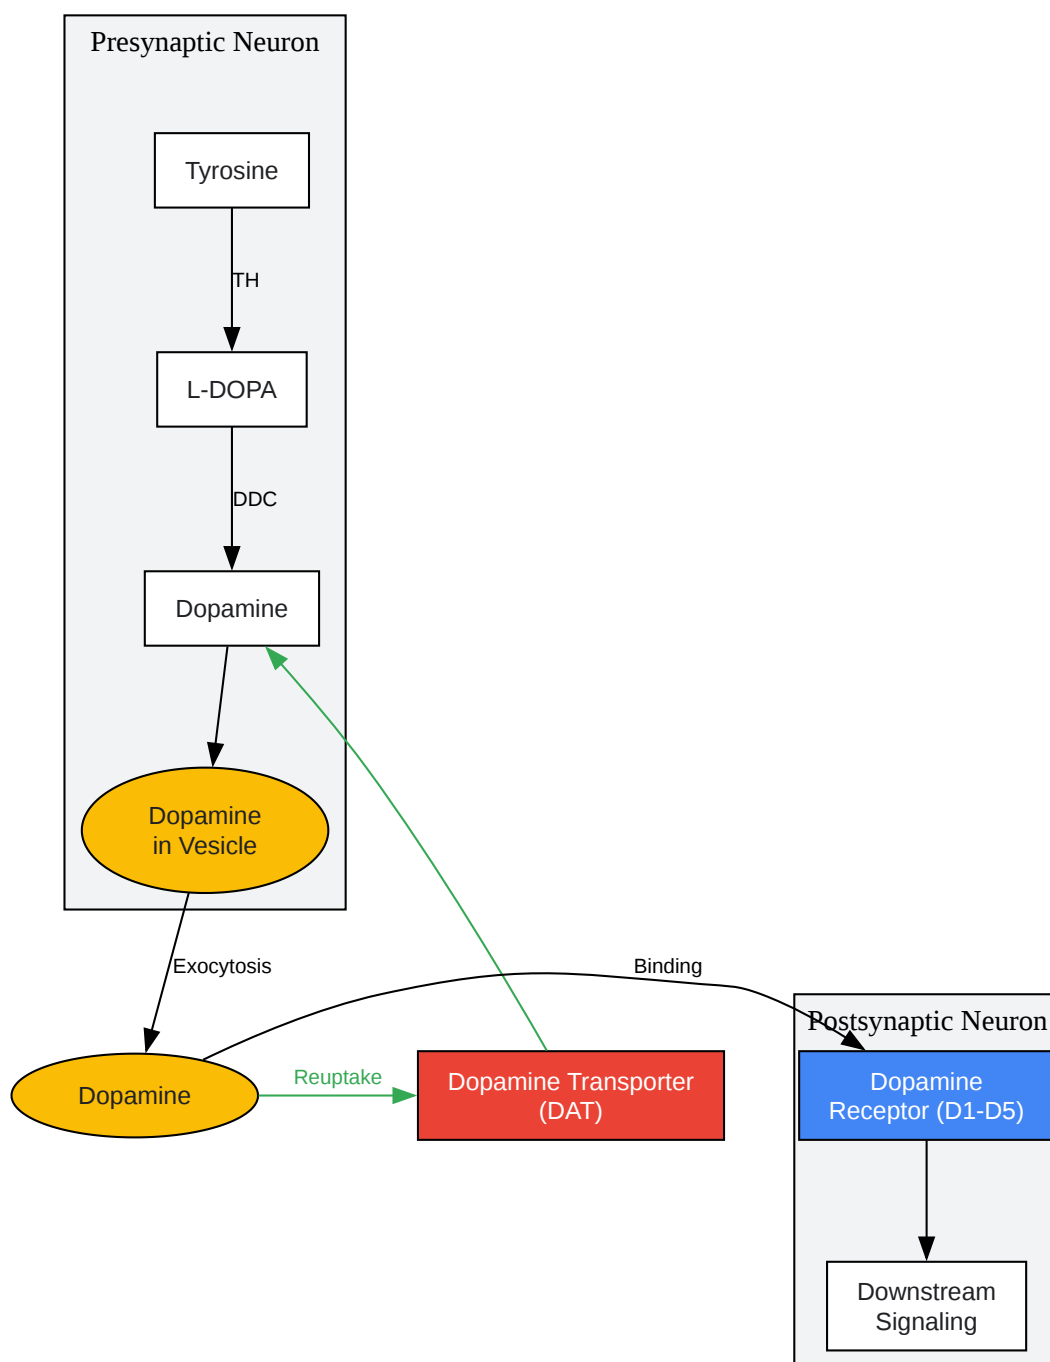 Presynaptic Neuron
Tyrosine
TH
L-DOPA
DDC
Dopamine
Dopamine
in Vesicle
Exocytosis
Binding
Postsynaptic Neuron
Dopamine
Reuptake
Dopamine Transporter
(DAT)
Dopamine
Receptor (D1-D5)
Downstream
Signaling